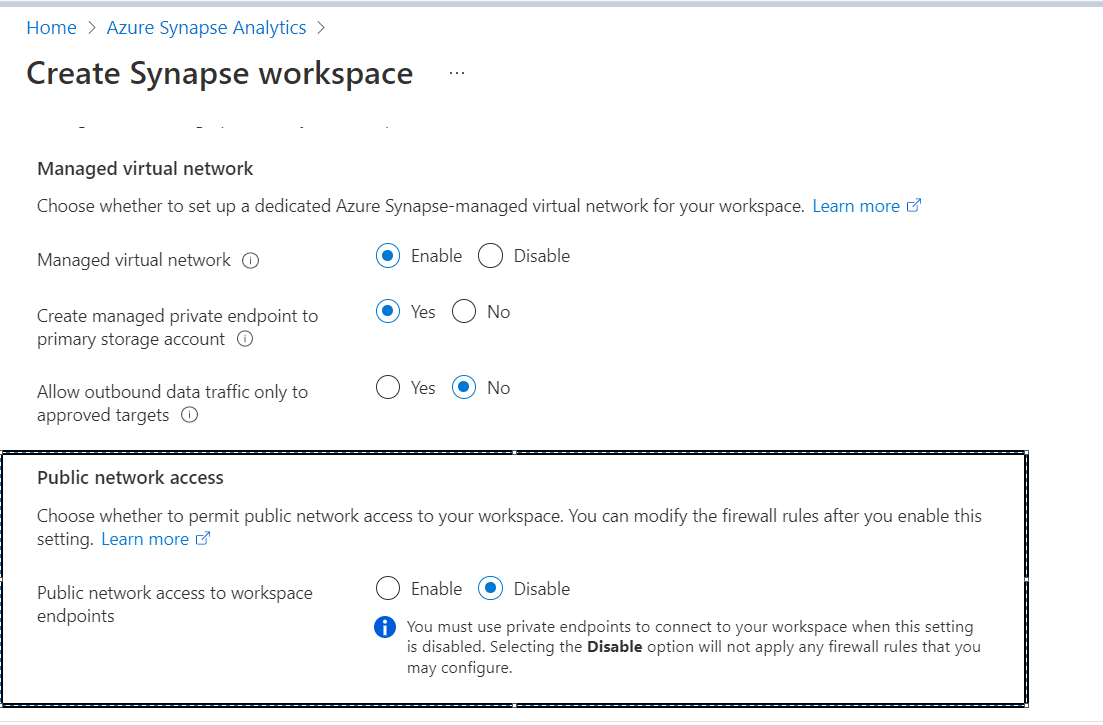 Home > Azure Synapse Analytics >
Create Synapse workspace ...
Managed virtual network
Choose whether to set up a dedicated Azure Synapse-managed virtual network for your workspace. Learn more
Managed virtual network
Enable Disable
Create managed private endpoint to
primary storage account
Yes No
Allow outbound data traffic only to
approved targets
Yes No
Public network access
Choose whether to permit public network access to your workspace. You can modify the firewall rules after you enable this
setting. Learn more
Public network access to workspace
endpoints
Enable Disable
You must use private endpoints to connect to your workspace when this setting
is disabled. Selecting the Disable option will not apply any firewall rules that you
may configure.